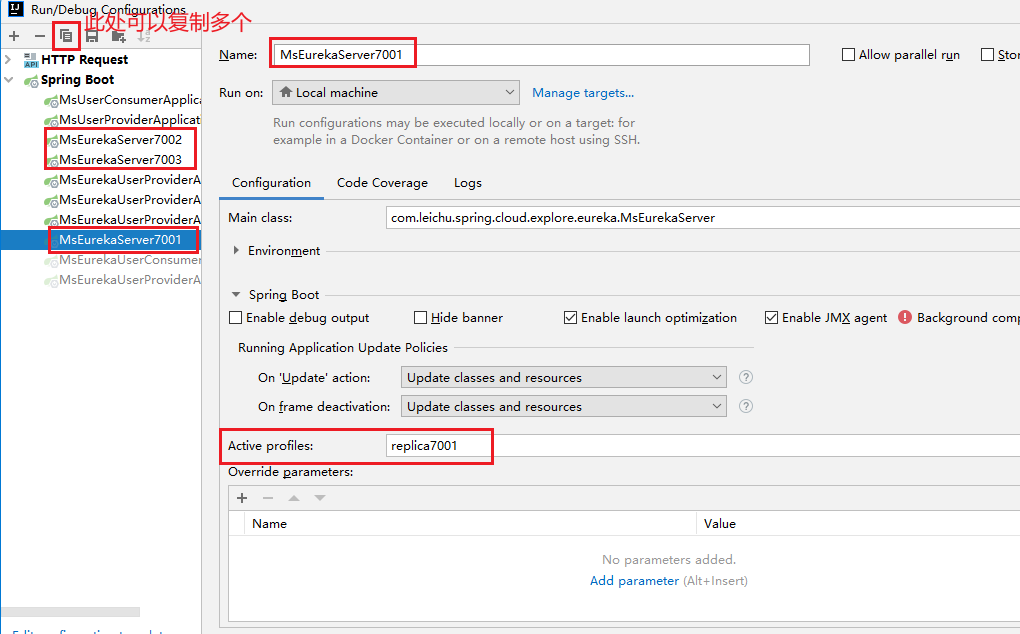 Run/Debug Configurations
此处可以复制多个
HTTP Request
Spring Boot
MsUserConsumerApplica
MsUserProviderApplicat
MsEurekaServer7002
MsEurekaServer7003
MsEurekaUserProviderA
MsEurekaUserProviderA
MsEurekaUserProviderA
MsEurekaServer7001
MsEurekaUserConsumer
MsEurekaUserProviderA
Name: MsEurekaServer7001 Allow parallel run Stor
Run on: Local machine Manage targets...
Run configurations may be executed locally or on a target: for
example in a Docker Container or on a remote host using SSH.
Configuration Code Coverage Logs
Main class: com.leichu.spring.cloud.explore.eureka.MsEurekaServer
Environment
Spring Boot
Enable debug output Hide banner Enable launch optimization Enable JMX agent Background comp
Running Application Update Policies
On 'Update' action: Update classes and resources
On frame deactivation: Update classes and resources
Active profiles: replica7001
Override parameters:
Name Value
No parameters added.
Add parameter (Alt+Insert)